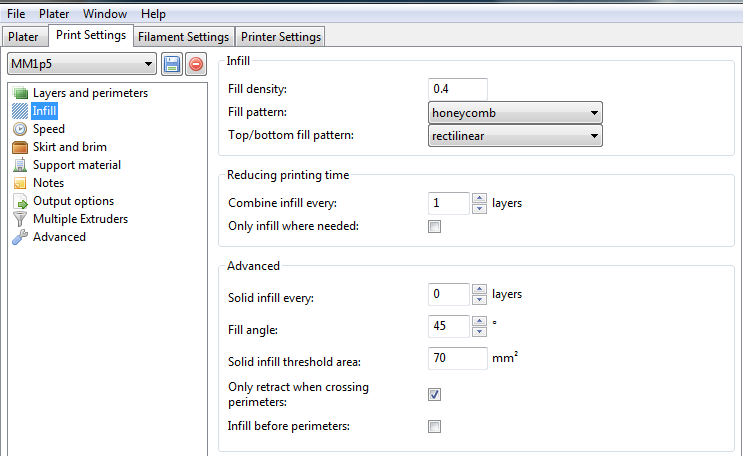 File Plater Window Help
Plater Print Settings Filament Settings Printer Settings
MM1p5
Layers and perimeters
Infill
Speed
Skirt and brim
Support material
Notes
Output options
Multiple Extruders
Advanced
Infill
Fill density: 0.4
Fill pattern: honeycomb
Top/bottom fill pattern: rectilinear
Reducing printing time
Combine infill every: 1 layers
Only infill where needed:
Advanced
Solid infill every: 0 layers
Fill angle: 45 °
Solid infill threshold area: 70 mm²
Only retract when crossing
perimeters:
Infill before perimeters: